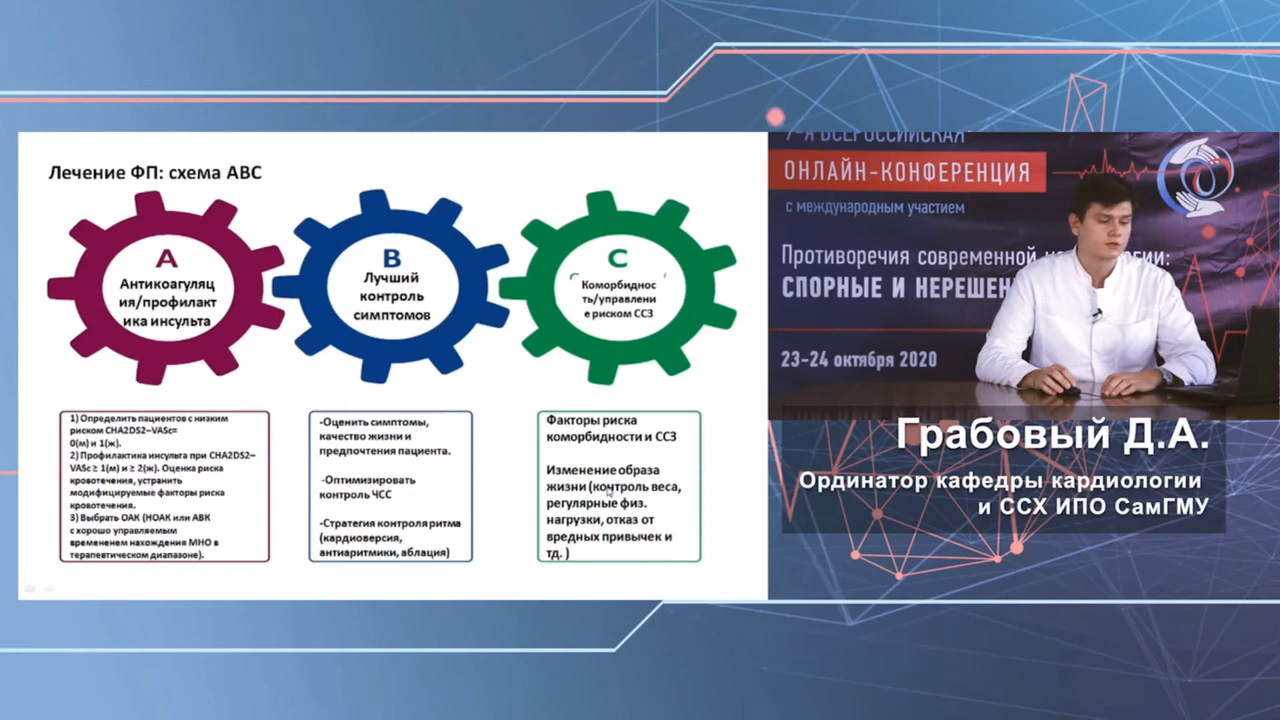 Лечение ФП: схема ABC
A
Антикоагуляц
ия/профилакт
ика инсульта
B
Лучший
контроль
симптомов
C
Коморбиднос
ть/управлени
е риском ССЗ
1) Определить пациентов с низким
риском CHA2DS2–VASc=
0(м) и 1(ж).
2) Профилактика инсульта при CHA2DS2–
VASc ≥ 1(м) и ≥ 2(ж). Оценка риска
кровотечения, устранить
модифицируемые факторы риска
кровотечения.
3) Выбрать ОАК (НОАК или АВК
с хорошо управляемым
временем нахождения МНО в
терапевтическом диапазоне).
-Оценить симптомы,
качество жизни и
предпочтения пациента.
-Оптимизировать
контроль ЧСС
-Стратегия контроля ритма
(кардиоверсия,
антиаритмики, аблация)
Факторы риска
коморбидности и ССЗ
Изменение образа
жизни (контроль веса,
регулярные физ.
нагрузки, отказ от
вредных привычек и
тд. )
7-я ВСЕРОССИЙСКАЯ
ОНЛАЙН-КОНФЕРЕНЦИЯ
с международным участием
Противоречия современной
СПОРНЫЕ И НЕРЕШЕН
23-24 октября 2020
Грабовый Д.А.
Ординатор кафедры кардиологии
и ССХ ИПО СамГМУ